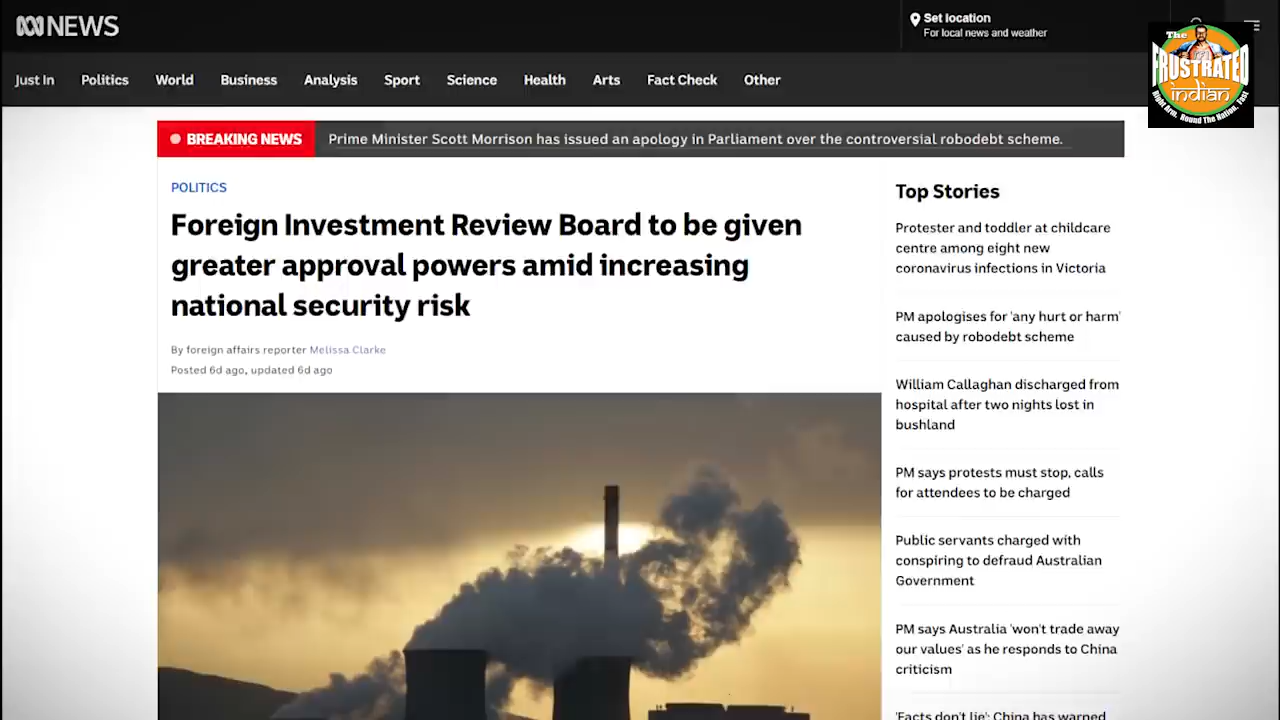 NEWS
Set location
For local news and weather
Just In
Politics
World
Business
Analysis
Sport
Science
Health
Arts
Fact Check
Other
The
FRUSTRATED
indian
Right Arm, Round The Nation, Fast
BREAKING NEWS
Prime Minister Scott Morrison has issued an apology in Parliament over the controversial robodebt scheme.
POLITICS
Foreign Investment Review Board to be given
greater approval powers amid increasing
national security risk
By foreign affairs reporter Melissa Clarke
Posted 6d ago, updated 6d ago
Top Stories
Protester and toddler at childcare
centre among eight new
coronavirus infections in Victoria
PM apologises for 'any hurt or harm'
caused by robodebt scheme
William Callaghan discharged from
hospital after two nights lost in
bushland
PM says protests must stop, calls
for attendees to be charged
Public servants charged with
conspiring to defraud Australian
Government
PM says Australia 'won't trade away
our values' as he responds to China
criticism
'Facts don't lie': China has warned